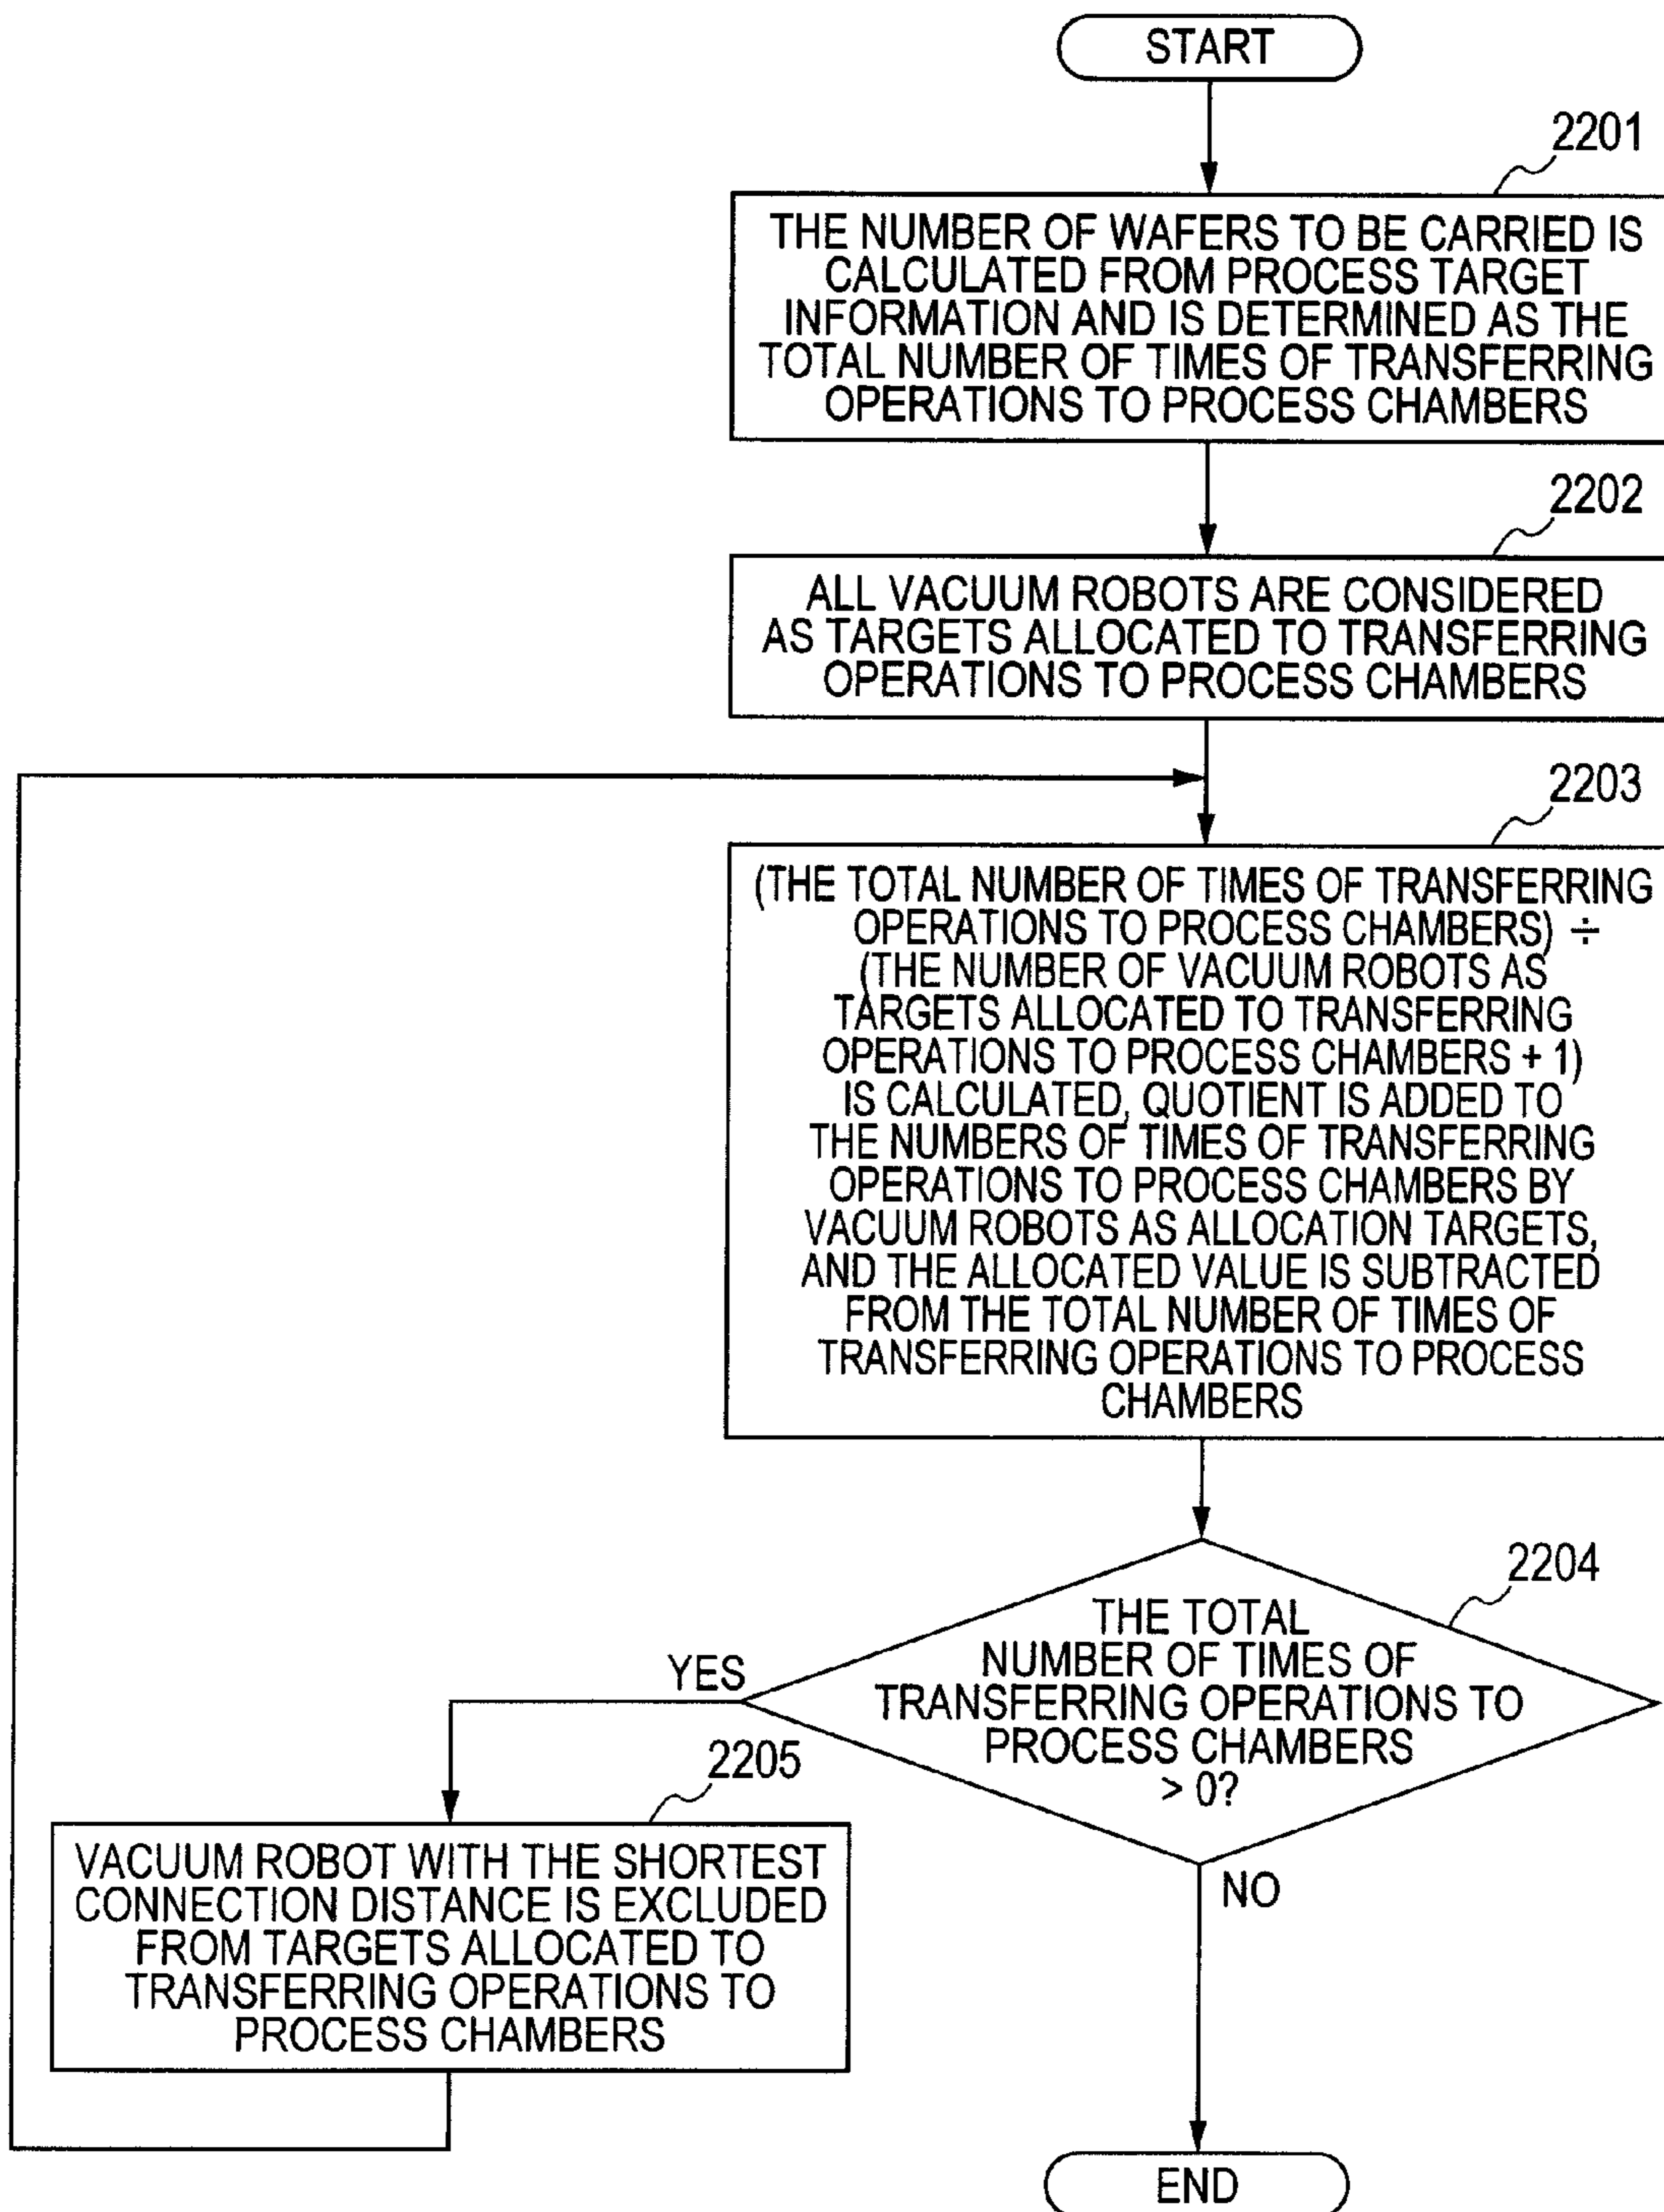 START
2201
THE NUMBER OF WAFERS TO BE CARRIED IS
CALCULATED FROM PROCESS TARGET
INFORMATION AND IS DETERMINED AS THE
TOTAL NUMBER OF TIMES OF TRANSFERRING
OPERATIONS TO PROCESS CHAMBERS
2202
ALL VACUUM ROBOTS ARE CONSIDERED
AS TARGETS ALLOCATED TO TRANSFERRING
OPERATIONS TO PROCESS CHAMBERS
2203
(THE TOTAL NUMBER OF TIMES OF TRANSFERRING
OPERATIONS TO PROCESS CHAMBERS) ÷
(THE NUMBER OF VACUUM ROBOTS AS
TARGETS ALLOCATED TO TRANSFERRING
OPERATIONS TO PROCESS CHAMBERS + 1)
IS CALCULATED, QUOTIENT IS ADDED TO
THE NUMBERS OF TIMES OF TRANSFERRING
OPERATIONS TO PROCESS CHAMBERS BY
VACUUM ROBOTS AS ALLOCATION TARGETS,
AND THE ALLOCATED VALUE IS SUBTRACTED
FROM THE TOTAL NUMBER OF TIMES OF
TRANSFERRING OPERATIONS TO PROCESS
CHAMBERS
2204
THE TOTAL
NUMBER OF TIMES OF
TRANSFERRING OPERATIONS TO
PROCESS CHAMBERS
> 0?
YES
2205
VACUUM ROBOT WITH THE SHORTEST
CONNECTION DISTANCE IS EXCLUDED
FROM TARGETS ALLOCATED TO
TRANSFERRING OPERATIONS TO
PROCESS CHAMBERS
NO
END